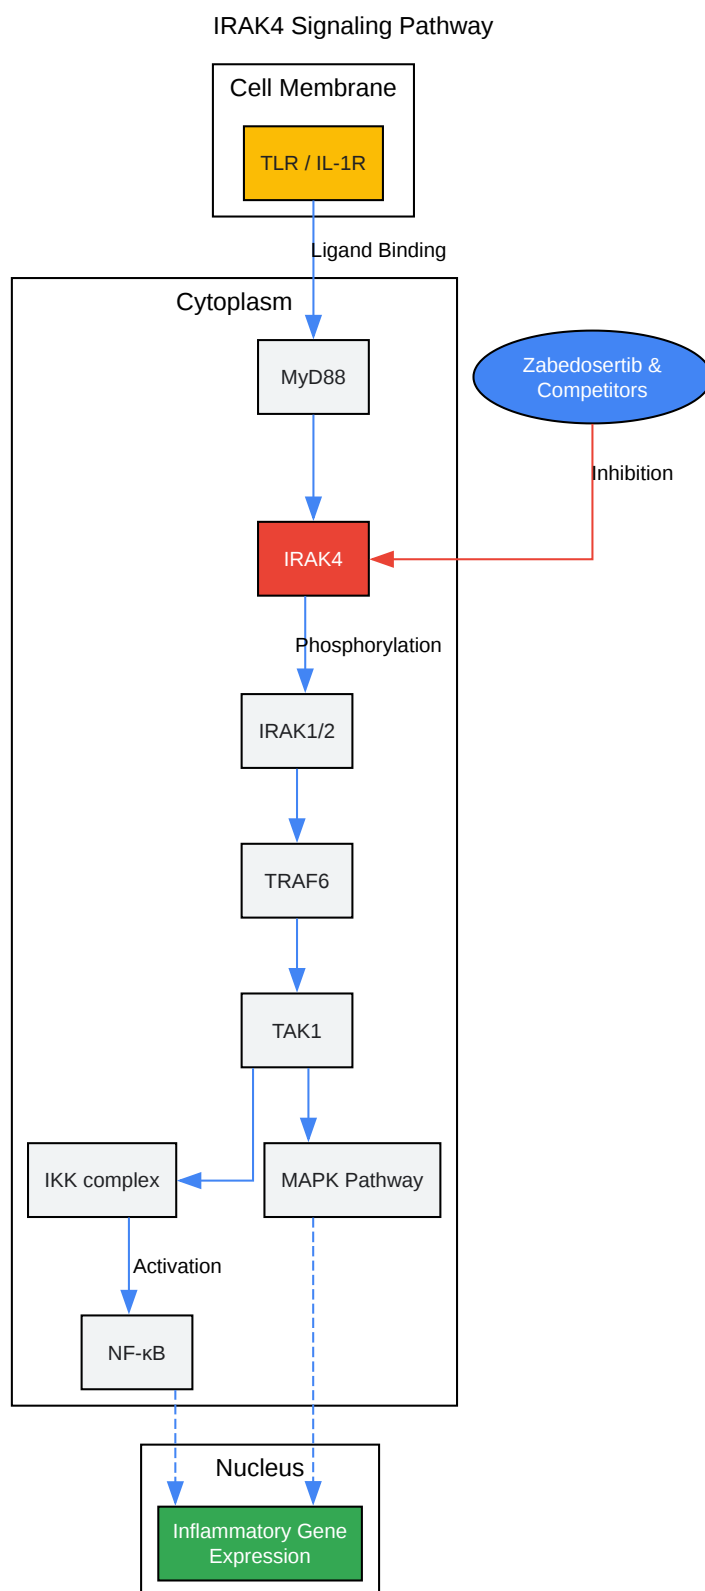 IRAK4 Signaling Pathway
Cell Membrane
TLR / IL-1R
Ligand Binding
Cytoplasm
MyD88
Zabedosertib &
Competitors
Inhibition
IRAK4
Phosphorylation
IRAK1/2
TRAF6
TAK1
IKK complex
MAPK Pathway
Activation
NF-κB
Nucleus
Inflammatory Gene
Expression